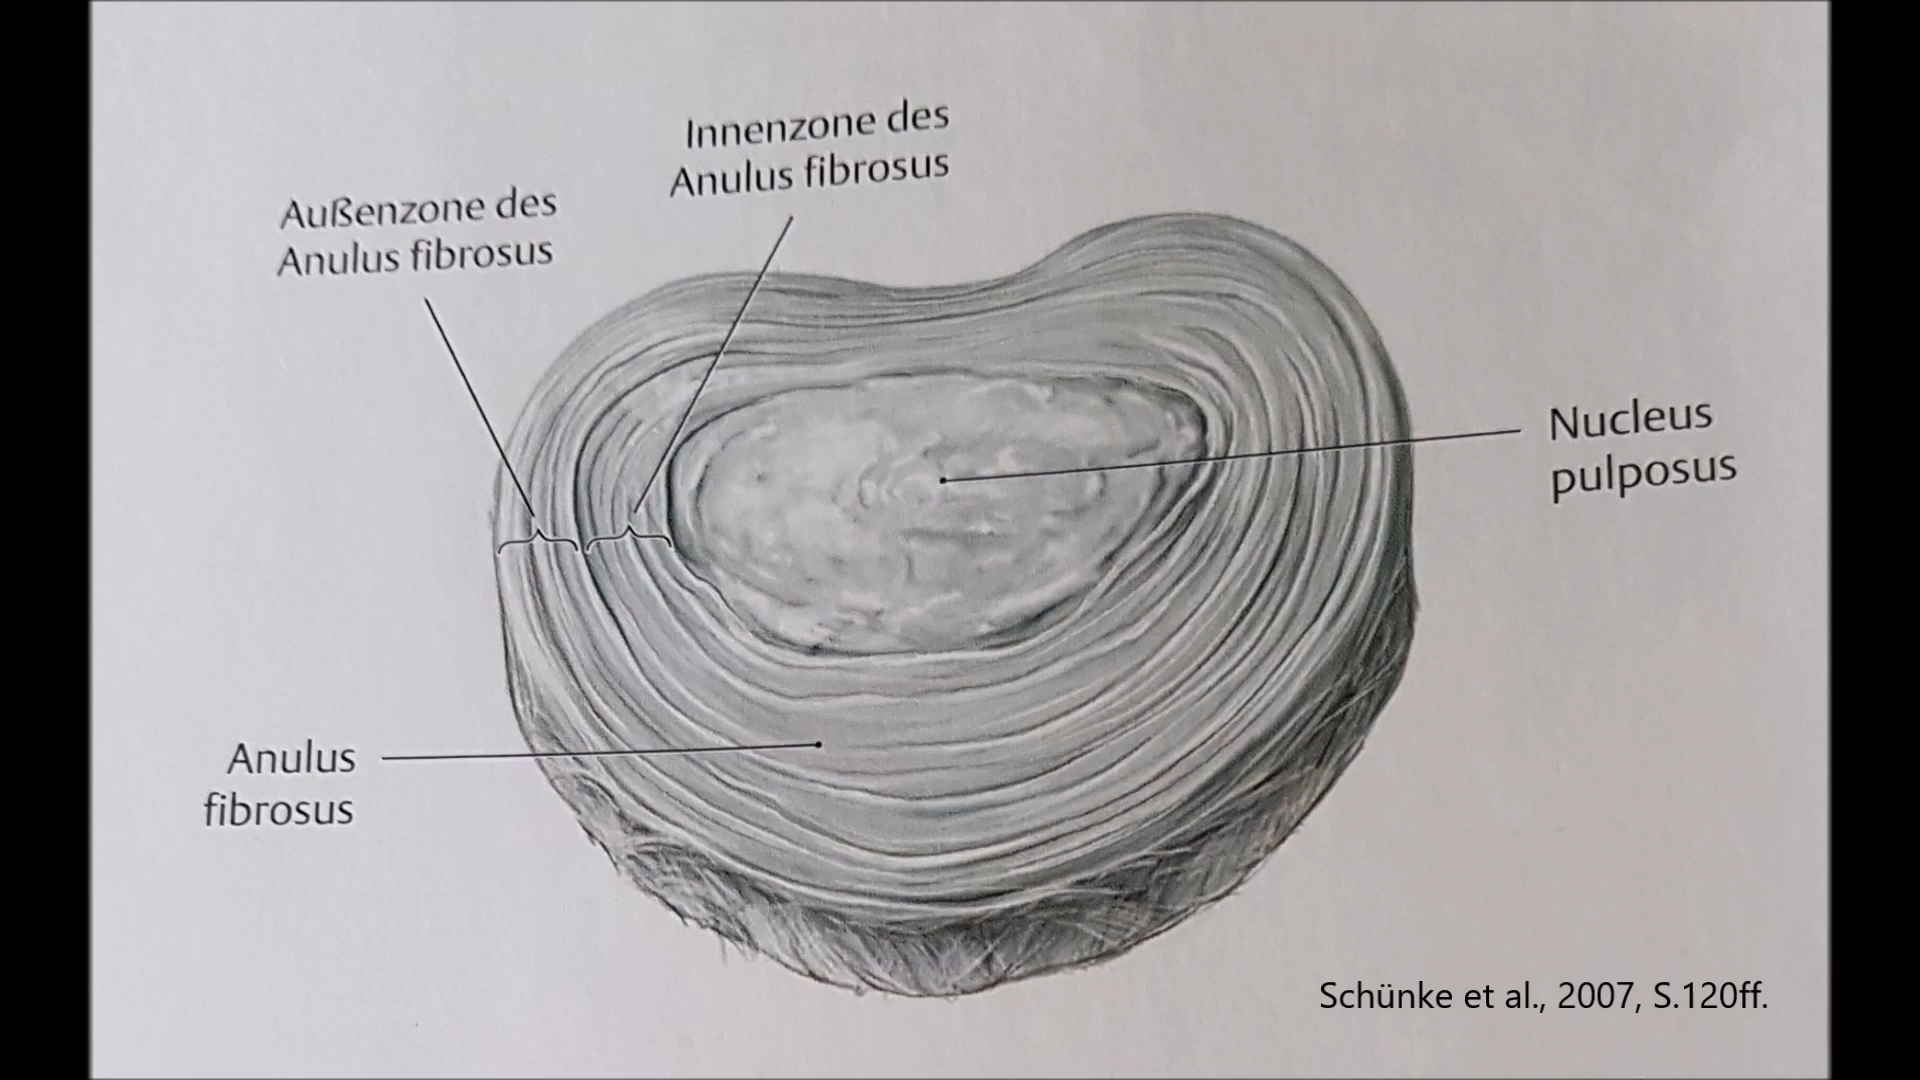 Innenzone des
Anulus fibrosus
Außenzone des
Anulus fibrosus
Nucleus
pulposus
Anulus
fibrosus
Schünke et al., 2007, S.120ff.